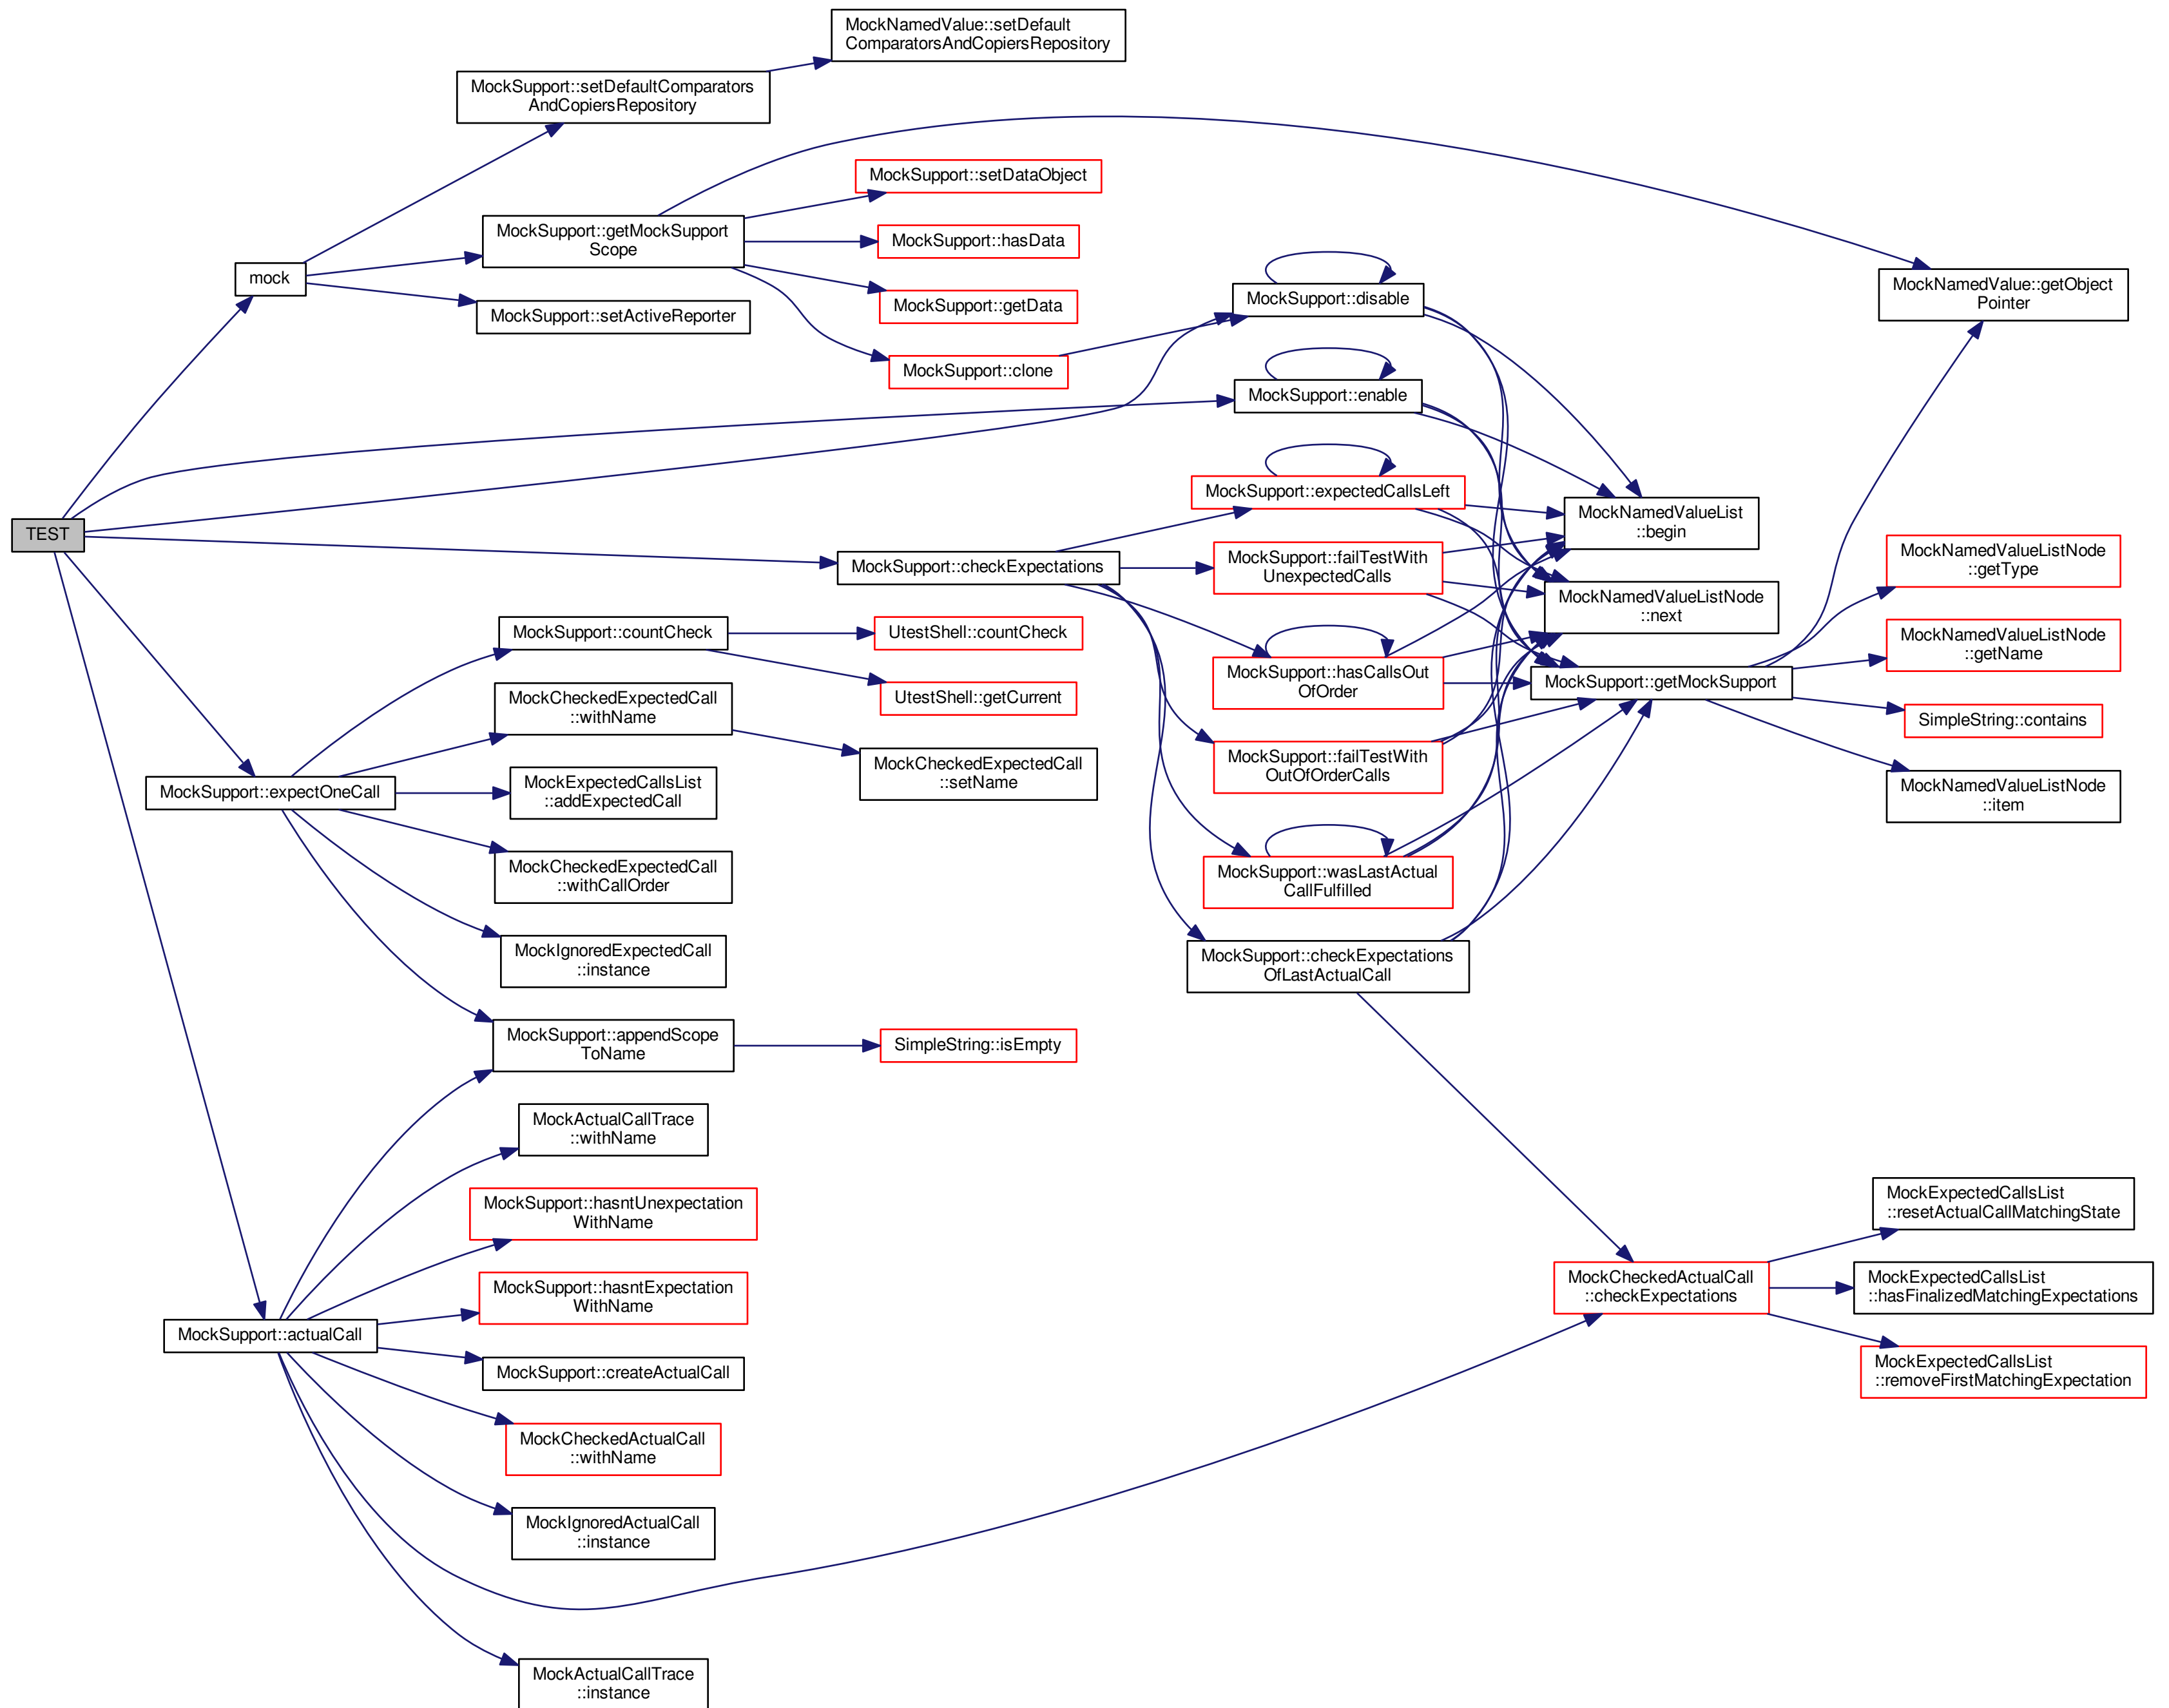 MockNamedValue::setDefault
ComparatorsAndCopiersRepository
MockSupport::setDefaultComparators
AndCopiersRepository
MockSupport::setDataObject
MockSupport::getMockSupport
Scope
MockSupport::hasData
mock
MockSupport::getData
MockSupport::setActiveReporter
MockSupport::clone
MockSupport::disable
MockNamedValue::getObject
Pointer
MockSupport::enable
MockSupport::expectedCallsLeft
MockNamedValueList
::begin
TEST
MockSupport::checkExpectations
MockSupport::failTestWith
UnexpectedCalls
MockNamedValueListNode
::getType
MockNamedValueListNode
::next
MockSupport::countCheck
UtestShell::countCheck
MockNamedValueListNode
::getName
MockSupport::hasCallsOut
OfOrder
MockSupport::getMockSupport
UtestShell::getCurrent
MockCheckedExpectedCall
::withName
SimpleString::contains
MockCheckedExpectedCall
::setName
MockSupport::failTestWith
OutOfOrderCalls
MockNamedValueListNode
::item
MockSupport::expectOneCall
MockExpectedCallsList
::addExpectedCall
MockCheckedExpectedCall
::withCallOrder
MockSupport::wasLastActual
CallFulfilled
MockIgnoredExpectedCall
::instance
MockSupport::checkExpectations
OfLastActualCall
MockSupport::appendScope
ToName
SimpleString::isEmpty
MockActualCallTrace
::withName
MockSupport::hasntUnexpectation
WithName
MockExpectedCallsList
::resetActualCallMatchingState
MockSupport::hasntExpectation
WithName
MockCheckedActualCall
::checkExpectations
MockExpectedCallsList
::hasFinalizedMatchingExpectations
MockSupport::actualCall
MockSupport::createActualCall
MockExpectedCallsList
::removeFirstMatchingExpectation
MockCheckedActualCall
::withName
MockIgnoredActualCall
::instance
MockActualCallTrace
::instance